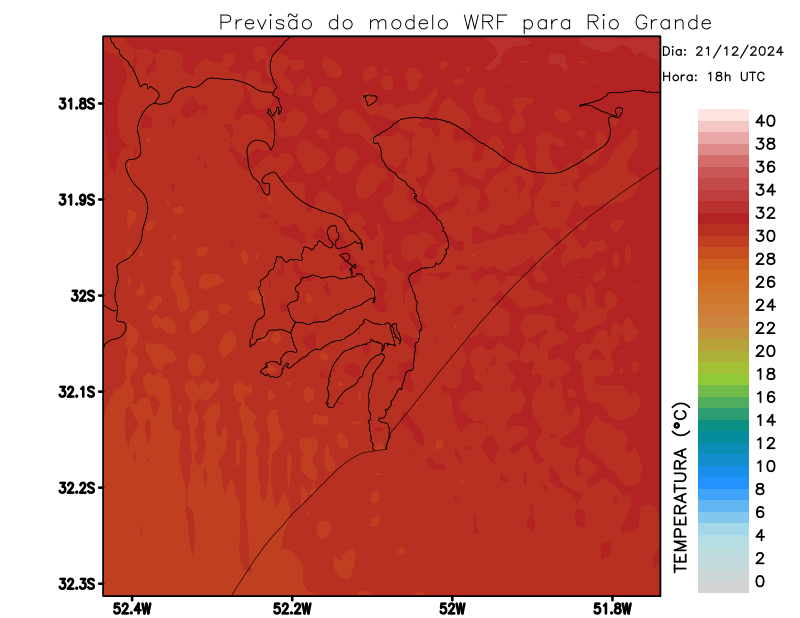 Previsão do modelo WRF para Rio Grande
Dia: 21/12/2024
Hora: 18h UTC
31.8S
31.9S
32S
32.1S
32.2S
32.3S
52.4W
52.2W
52W
51.8W
TEMPERATURA (°C)
40
38
36
34
32
30
28
26
24
22
20
18
16
14
12
10
8
6
4
2
0